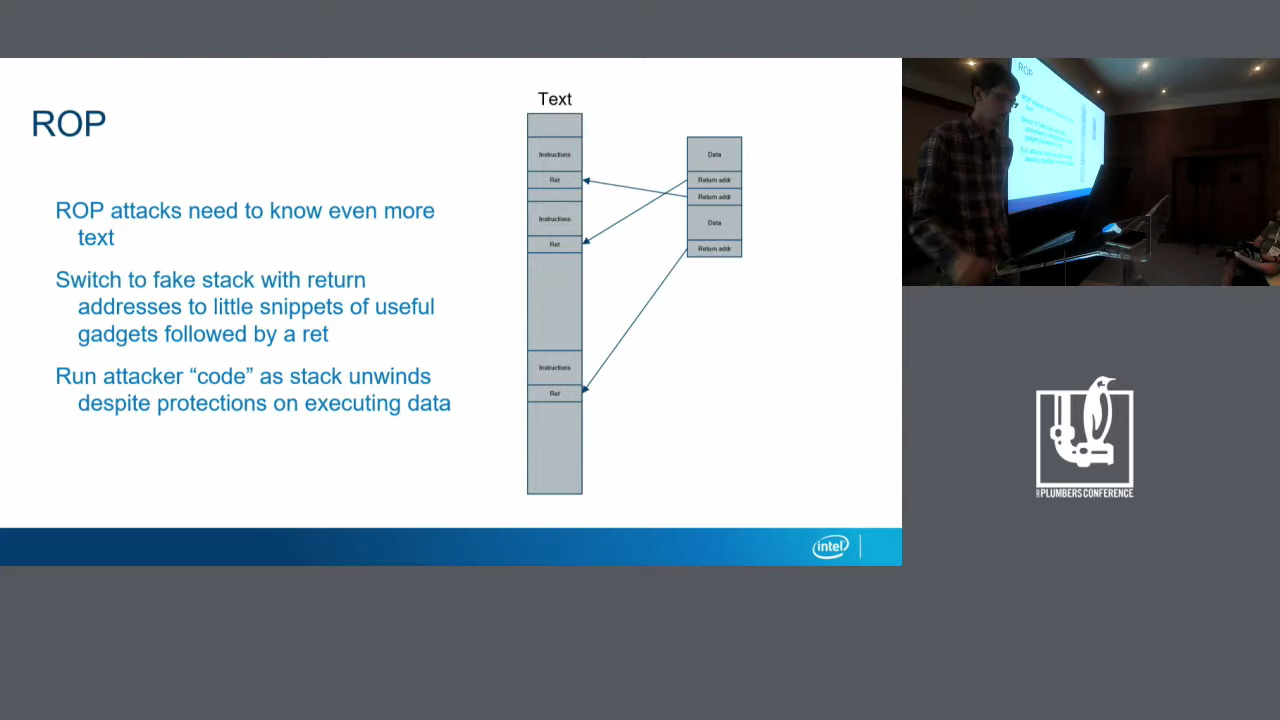 ROP
ROP attacks need to know even more
text
Switch to fake stack with return
addresses to little snippets of useful
gadgets followed by a ret
Run attacker “code” as stack unwinds
despite protections on executing data
Text
Instructions
Ret
Instructions
Ret
Instructions
Ret
Data
Return addr
Return addr
Data
Return addr
intel
ROP
PLUMBERS CONFERENCE